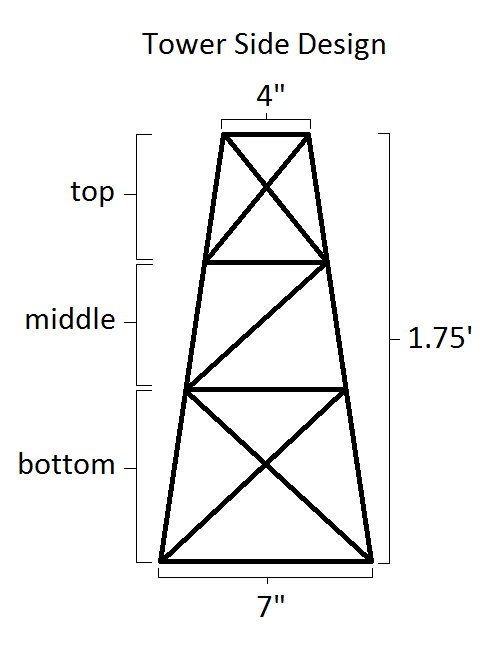 Tower Side Design
4"
top
middle
1.75'
bottom
7"